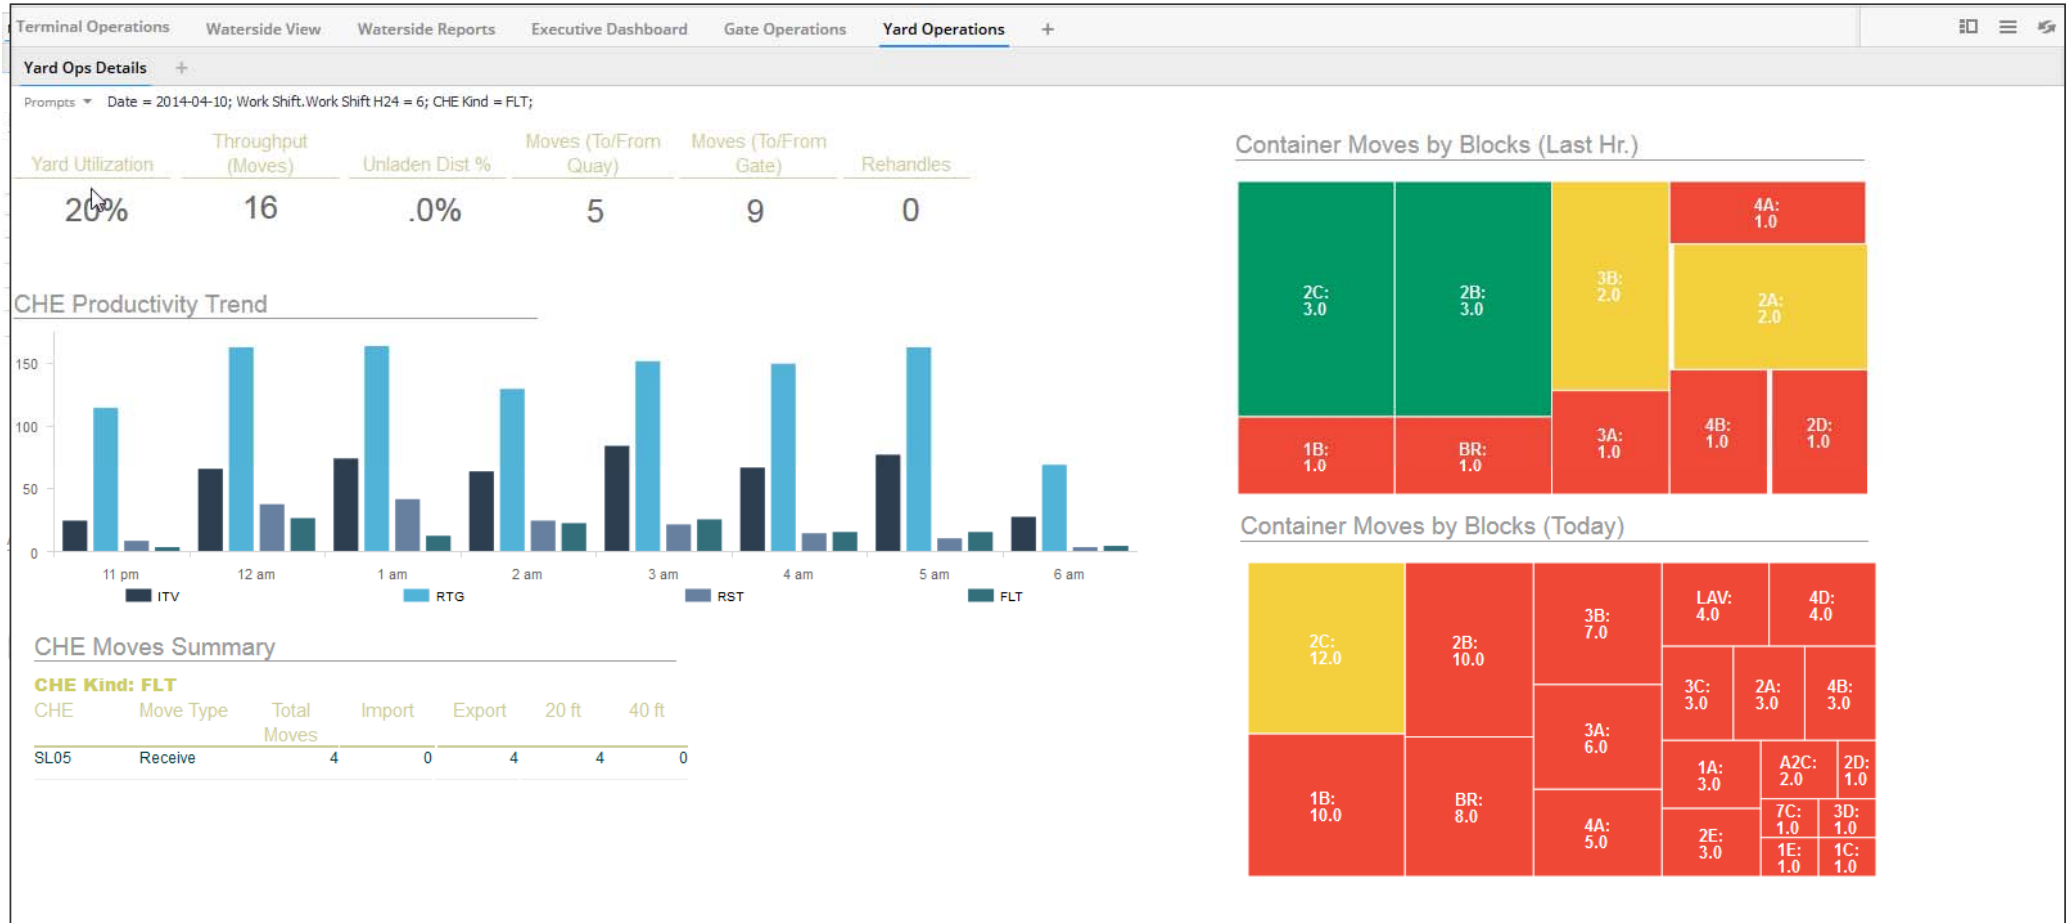 Terminal Operations
Waterside View
Waterside Reports
Executive Dashboard
Gate Operations
Yard Operations
+
Yard Ops Details
+
Prompts Date = 2014-04-10; Work Shift.Work Shift H24 = 6; CHE Kind = FLT;
Yard Utilization
20%
Throughput
(Moves)
16
Unladen Dist %
.0%
Moves (To/From
Quay)
5
Moves (To/From
Gate)
9
Rehandles
0
CHE Productivity Trend
150
100
50
0
11 pm
12 am
1 am
2 am
3 am
4 am
5 am
6 am
ITV
RTG
RST
FLT
CHE Moves Summary
CHE Kind: FLT
CHE
Move Type
Total
Moves
Import
Export
20 ft
40 ft
SL05
Receive
4
0
4
4
0
Container Moves by Blocks (Last Hr.)
2C:
3.0
2B:
3.0
3B:
2.0
4A:
1.0
2A:
2.0
1B:
1.0
BR:
1.0
3A:
1.0
4B:
1.0
2D:
1.0
Container Moves by Blocks (Today)
2C:
12.0
2B:
10.0
3B:
7.0
LAV:
4.0
4D:
4.0
3C:
3.0
2A:
3.0
4B:
3.0
3A:
6.0
1B:
10.0
BR:
8.0
4A:
5.0
1A:
3.0
A2C:
2.0
2D:
1.0
2E:
3.0
7C:
1.0
3D:
1.0
1E:
1.0
1C:
1.0